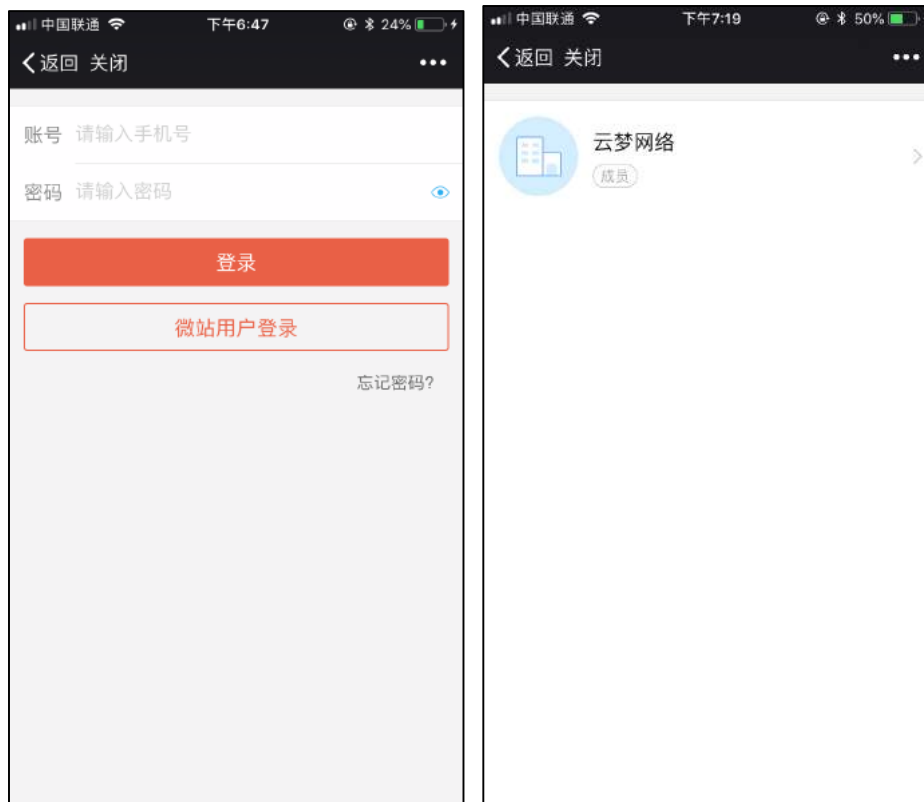 中国联通 下午6:47 24%
返回 关闭
账号 请输入手机号
密码 请输入密码
登录
微站用户登录
忘记密码?
中国联通 下午7:19 50%
返回 关闭
云梦网络
成员